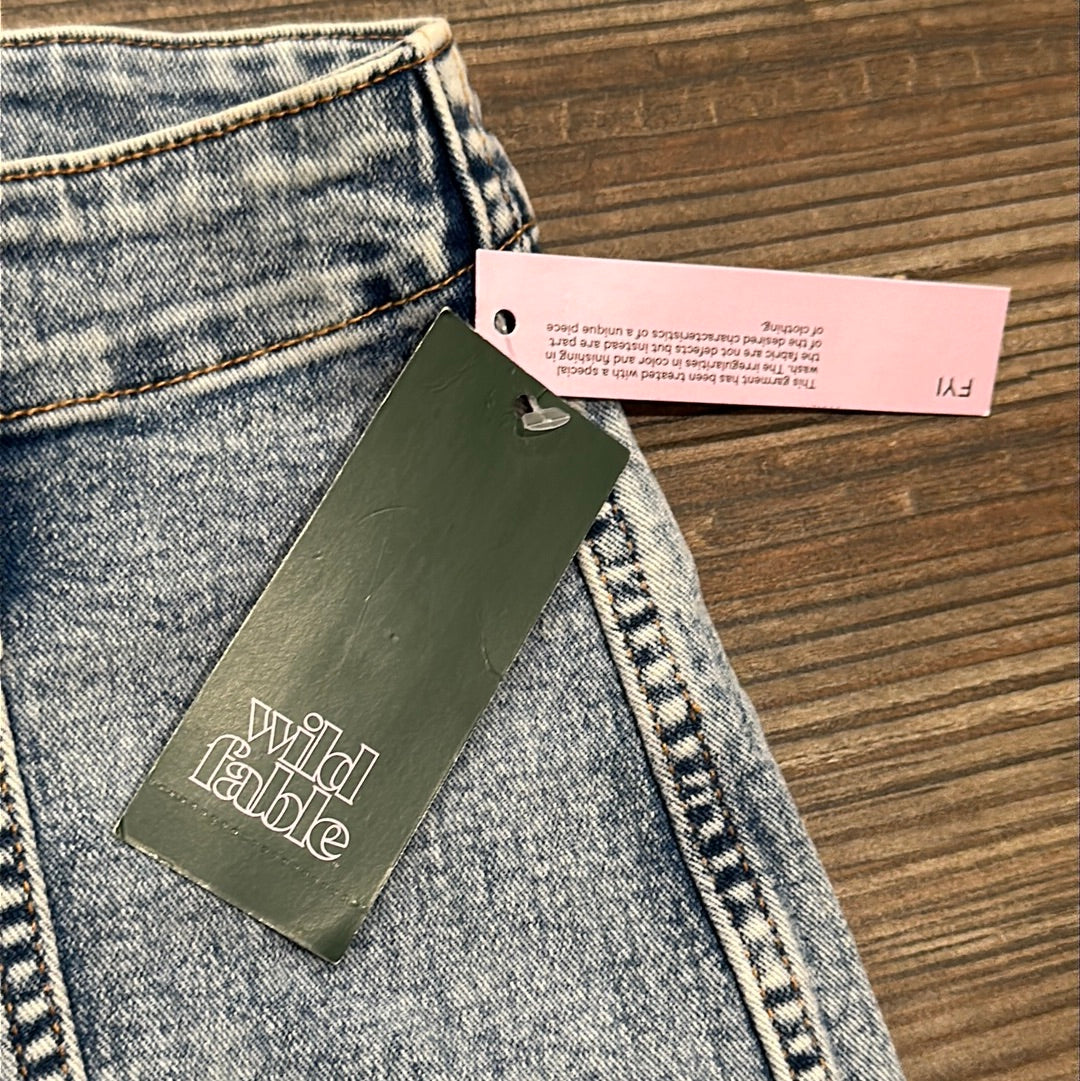 FYI
This garment has been treated with a special
wash. The irregularities in color and finishing in
the fabric are not defects but instead are part
of the desired characteristics of a unique piece
of clothing.
wild
fable